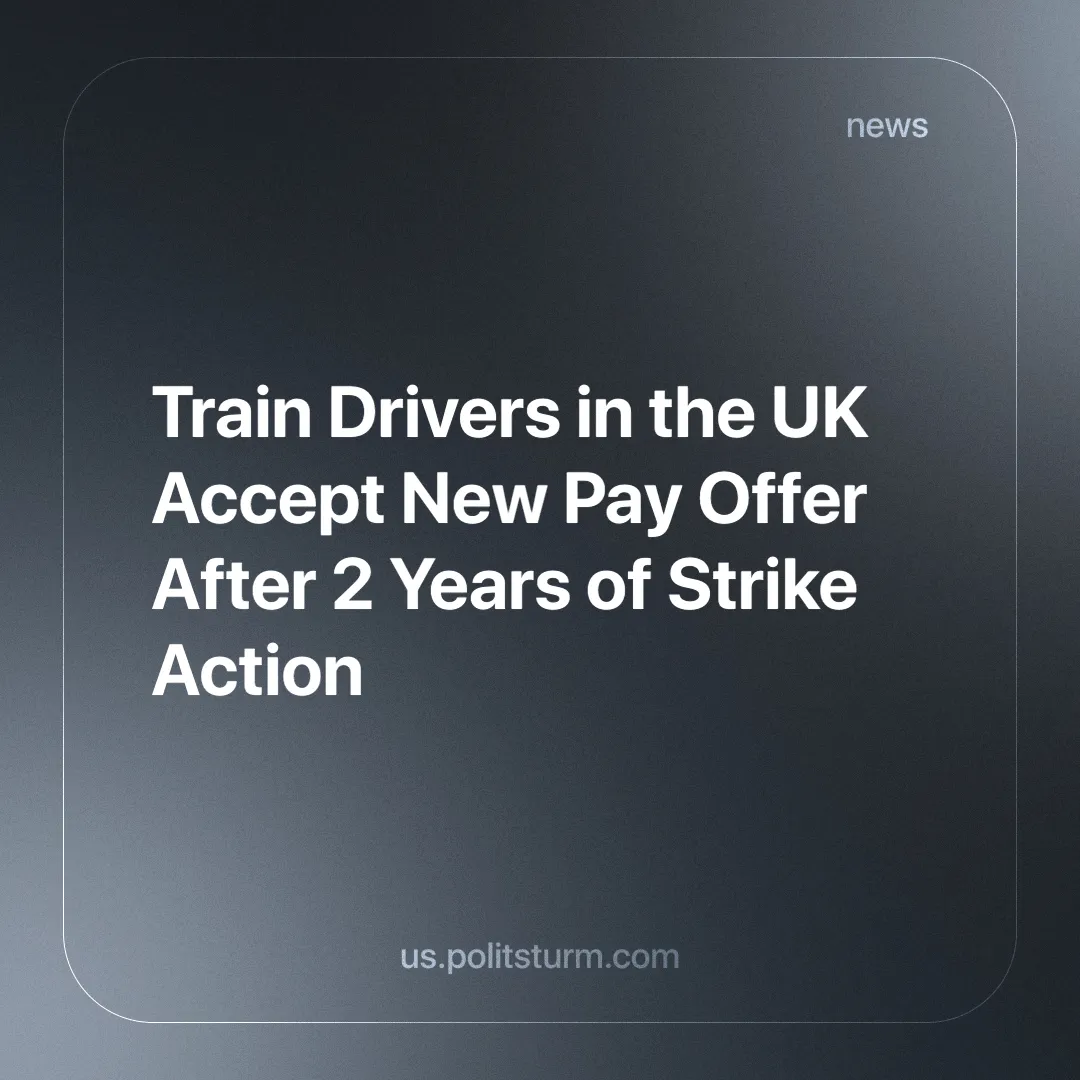 news
Train Drivers in the UK
Accept New Pay Offer
After 2 Years of Strike
Action
us.politsturm.com